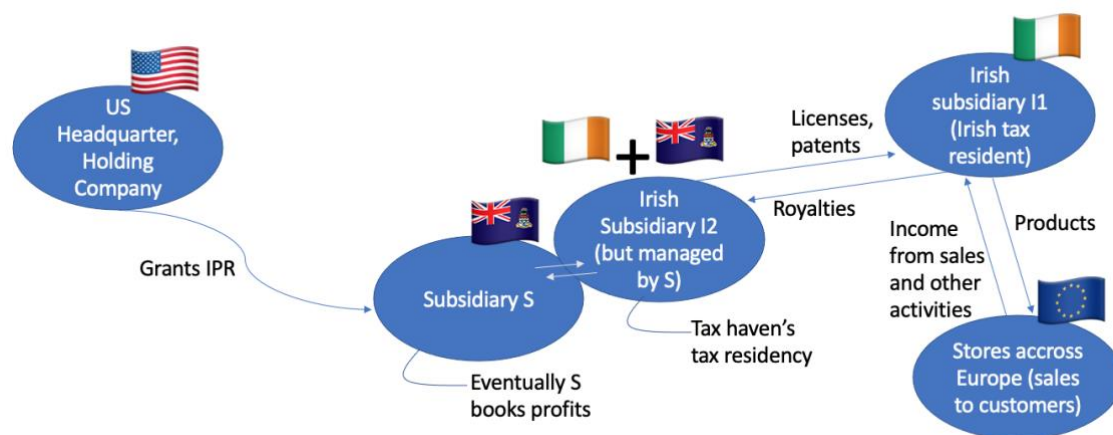 US
Headquarter,
Holding
Company
Grants IPR
Subsidiary S
Eventually S
books profits
+
Irish
Subsidiary I2
(but managed
by S)
Tax haven's
tax residency
Licenses,
patents
Royalties
Irish
subsidiary I1
(Irish tax
resident)
Income
from sales
and other
activities
Products
Stores accross
Europe (sales
to customers)